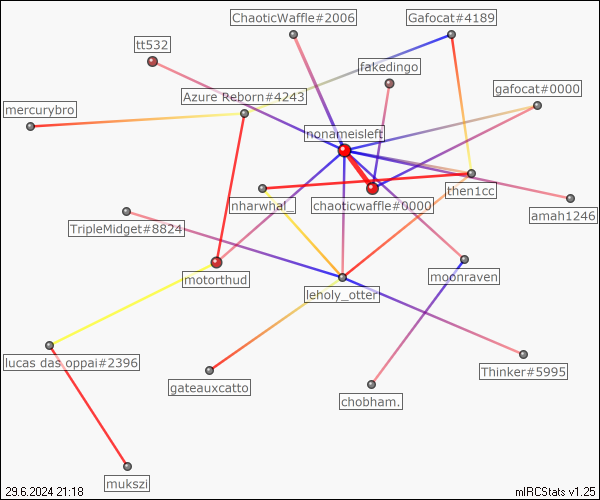 ChaoticWaffle#2006
Gafocat#4189
tt532
fakedingo
gafocat#0000
Azure Reborn#4243
mercurybro
nonameisleft
then1cc
nharwhal_
chaoticwaffle#0000
amah1246
TripleMidget#8824
motorthud
moonraven
leholy_otter
lucas das oppai#2396
Thinker#5995
gateauxcatto
chobham.
mukszi
29.6.2024 21:18
mIRCStats v1.25